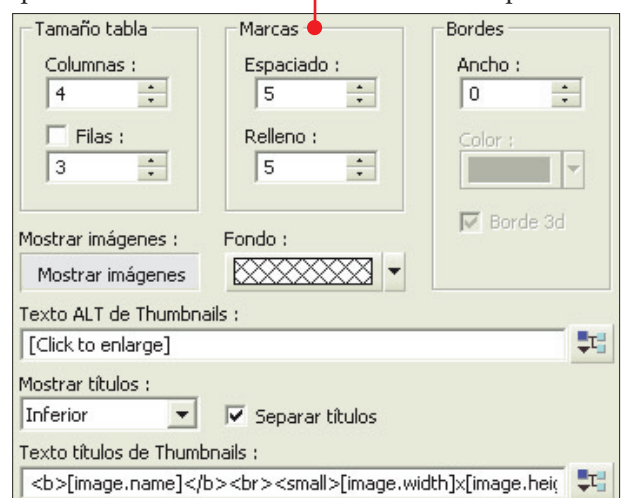 Tamaño tabla
Columnas :
4
Filas :
3
Marcas
Espaciado :
5
Relleno :
5
Bordes
Ancho :
0
Color :
Borde 3d
Mostrar imágenes :
Mostrar imágenes
Fondo :
Texto ALT de Thumbnails :
[Click to enlarge]
Mostrar títulos :
Inferior
Separar títulos
Texto títulos de Thumbnails :
<b>[image.name]</b><br><small>[image.width]x[image.heig